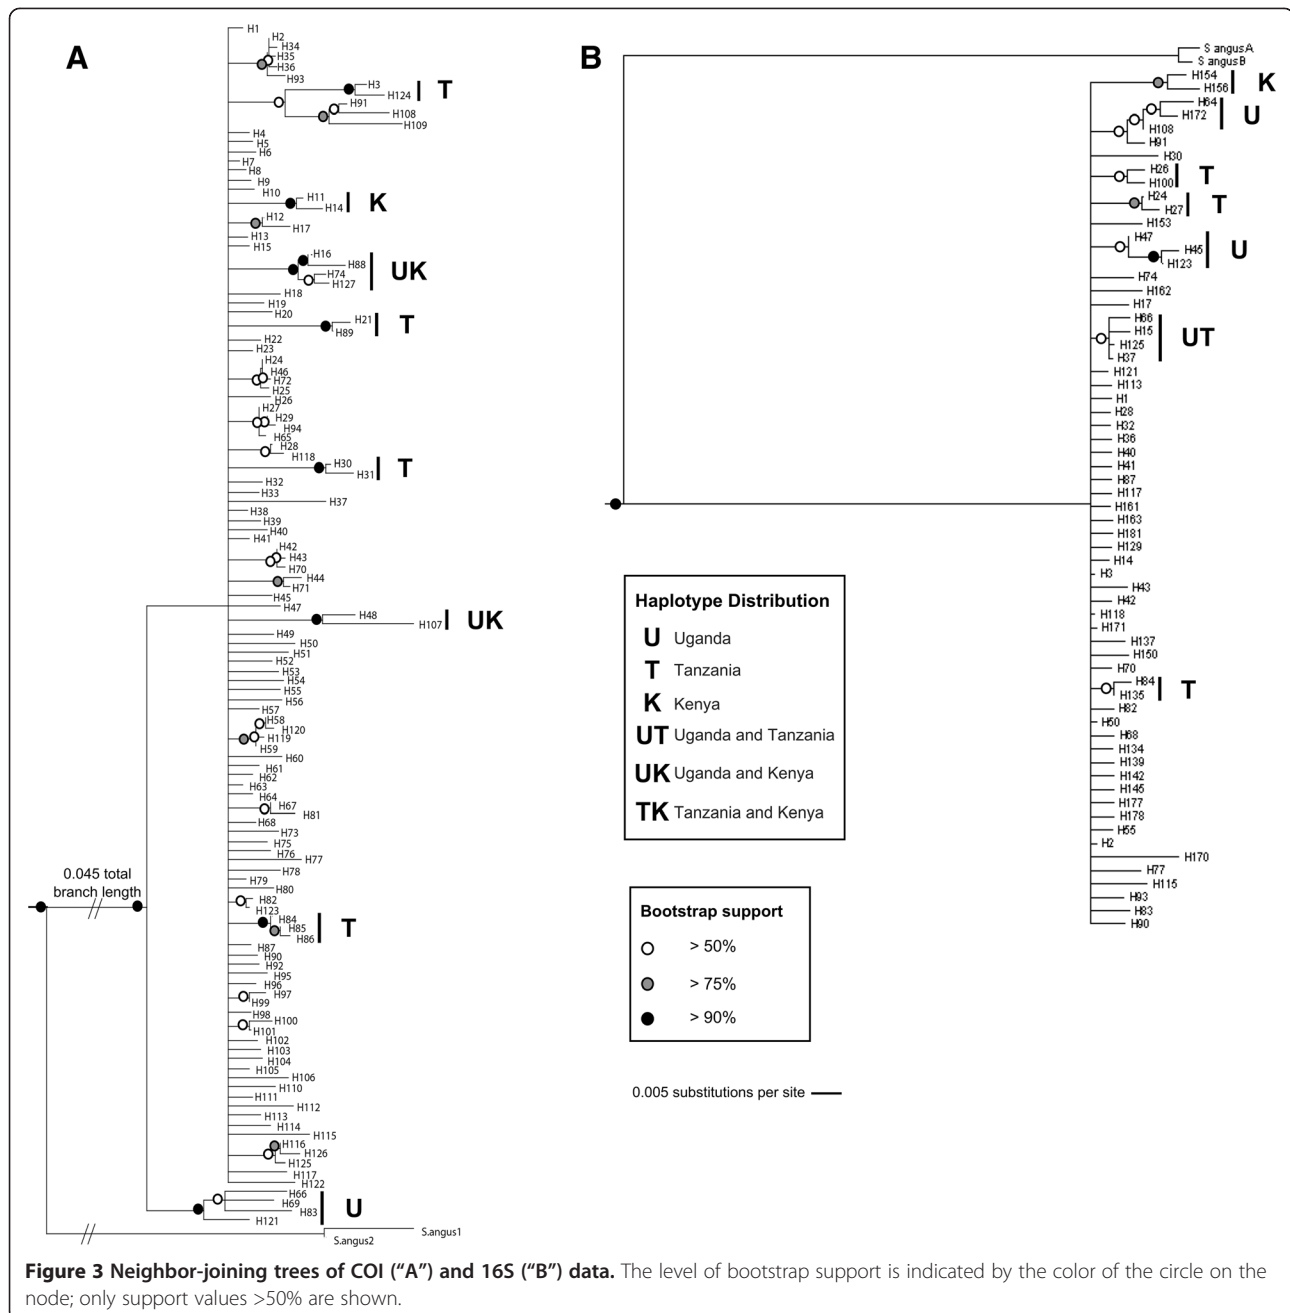 A
H1
H2
H34
H35
H36
H93
H3
H124
T
H91
H108
H109
H4
H5
H6
H7
H8
H9
H10
H11
H14
K
H12
H17
H13
H15
H16
H88
H74
H127
UK
H18
H19
H20
H21
H89
T
H22
H23
H24
H46
H72
H25
H26
H27
H29
H94
H65
H28
H118
H30
H31
T
H32
H33
H37
H38
H39
H40
H41
H42
H43
H70
H44
H71
H45
H47
H48
H107
UK
H49
H50
H51
H52
H53
H54
H55
H56
H57
H58
H120
H119
H59
H60
H61
H62
H63
H64
H67
H81
H68
H73
H75
H76
H77
H78
H79
H80
H82
H123
H84
H85
H86
T
H87
H90
H92
H95
H96
H97
H99
H98
H100
H101
H102
H103
H104
H105
H106
H110
H111
H112
H113
H114
H115
H116
H126
H125
H117
H122
H66
H69
H83
H121
U
S.angus1
S.angus2
0.045 total
branch length
B
S angusA
S angusB
H154
H156
K
H64
H172
H108
H91
U
H30
H26
H100
T
H24
H27
T
H153
H47
H45
H123
U
H74
H162
H17
H66
H15
H125
H37
UT
H121
H113
H1
H28
H32
H36
H40
H41
H87
H117
H161
H163
H181
H129
H14
H3
H43
H42
H118
H171
H137
H150
H70
H84
H135
T
H82
H50
H68
H134
H139
H142
H145
H177
H178
H55
H2
H170
H77
H115
H93
H83
H90
Haplotype Distribution
U Uganda
T Tanzania
K Kenya
UT Uganda and Tanzania
UK Uganda and Kenya
TK Tanzania and Kenya
Bootstrap support
> 50%
> 75%
> 90%
0.005 substitutions per site
Figure 3 Neighbor-joining trees of COI (“A”) and 16S (“B”) data. The level of bootstrap support is indicated by the color of the circle on the
node; only support values >50% are shown.